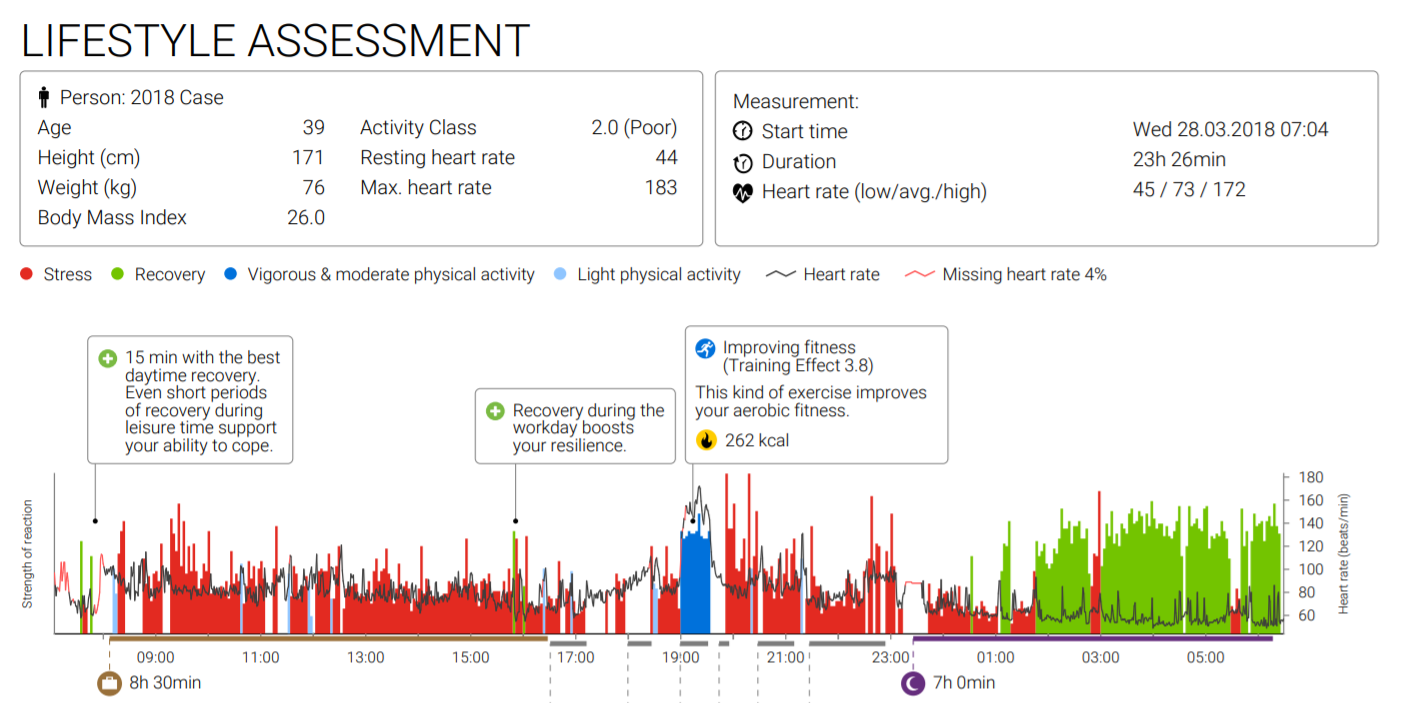 LIFESTYLE ASSESSMENT
Person: 2018 Case
Age 39 Activity Class 2.0 (Poor)
Height (cm) 171 Resting heart rate 44
Weight (kg) 76 Max. heart rate 183
Body Mass Index 26.0
Measurement:
Start time Wed 28.03.2018 07:04
Duration 23h 26min
Heart rate (low/avg./high) 45 / 73 / 172
Stress Recovery Vigorous & moderate physical activity Light physical activity Heart rate Missing heart rate 4%
15 min with the best
daytime recovery.
Even short periods
of recovery during
leisure time support
your ability to cope.
Recovery during the
workday boosts
your resilience.
Improving fitness
(Training Effect 3.8)
This kind of exercise improves
your aerobic fitness.
262 kcal
Strength of reaction
180
160
140
120
100
80
60
Heart rate (beats/min)
09:00 11:00 13:00 15:00 17:00 19:00 21:00 23:00 01:00 03:00 05:00
8h 30min 7h 0min